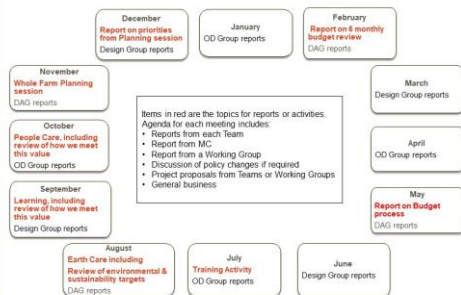 December
Report on priorities
from Planning session
Design Group reports
January
OD Group reports
February
Report on 6 monthly
budget review
DAG reports
March
Design Group reports
April
OD Group reports
May
Report on Budget
process
DAG reports
June
Design Group reports
July
Training Activity
OD Group reports
August
Earth Care including
Review of environmental &
sustainability targets
DAG reports
September
Learning, including
review of how we meet
this value
Design Group reports
October
People Care, including
review of how we meet
this value
OD Group reports
November
Whole Farm Planning
session
DAG reports
Items in red are the topics for reports or activities.
Agenda for each meeting includes:
• Reports from each Team
• Report from MC
• Report from a Working Group
• Discussion of policy changes if required
• Project proposals from Teams or Working Groups
• General business